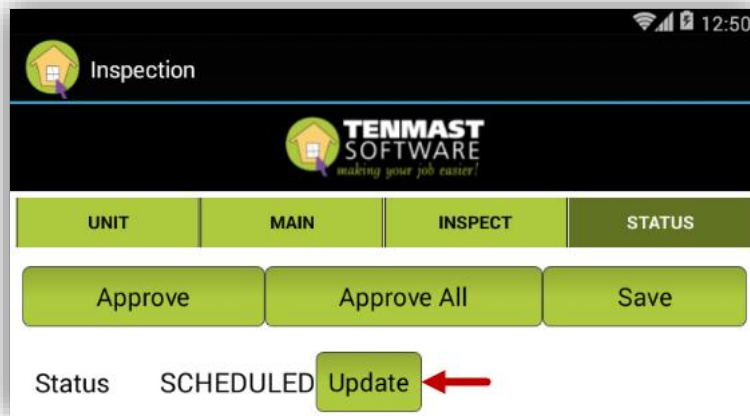 12:50
Inspection
TENMAST
SOFTWARE
making your job easier!
UNIT MAIN INSPECT STATUS
Approve Approve All Save
Status SCHEDULED Update